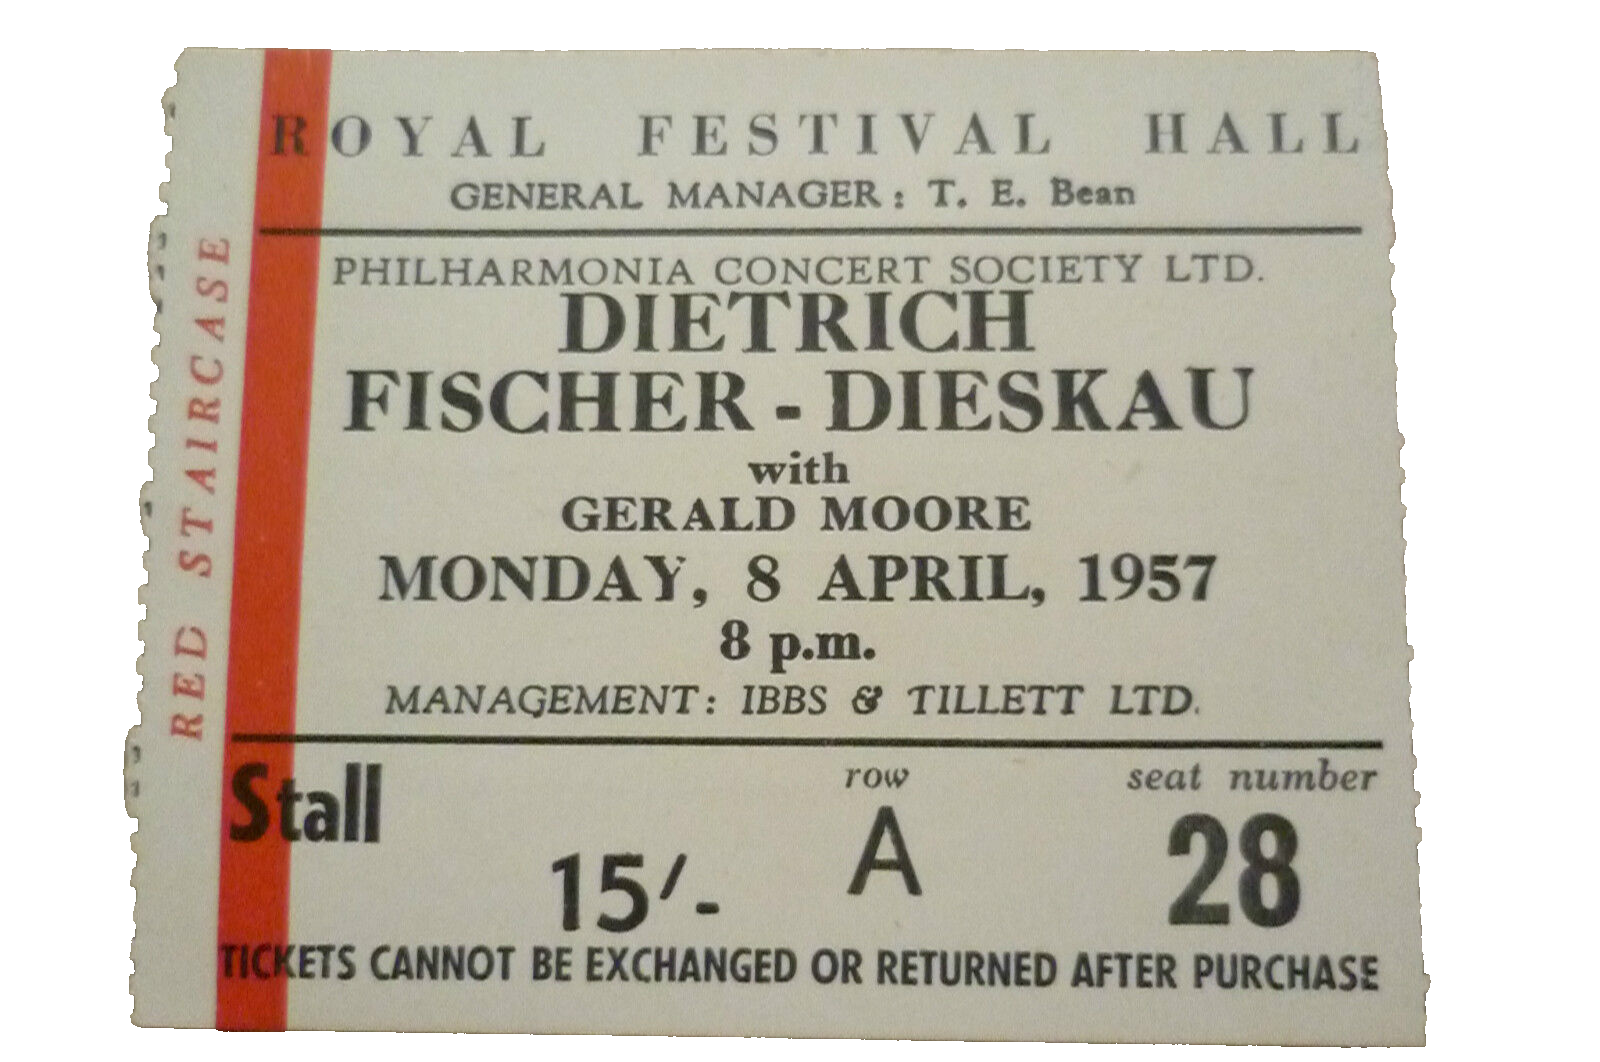 ROYAL FESTIVAL HALL
GENERAL MANAGER: T. E. Bean
RED STAIRCASE
PHILHARMONIA CONCERT SOCIETY LTD.
DIETRICH
FISCHER-DIESKAU
with
GERALD MOORE
MONDAY, 8 APRIL, 1957
8 p.m.
MANAGEMENT: IBBS & TILLETT LTD.
Stall
row
seat number
15/-
A
28
TICKETS CANNOT BE EXCHANGED OR RETURNED AFTER PURCHASE